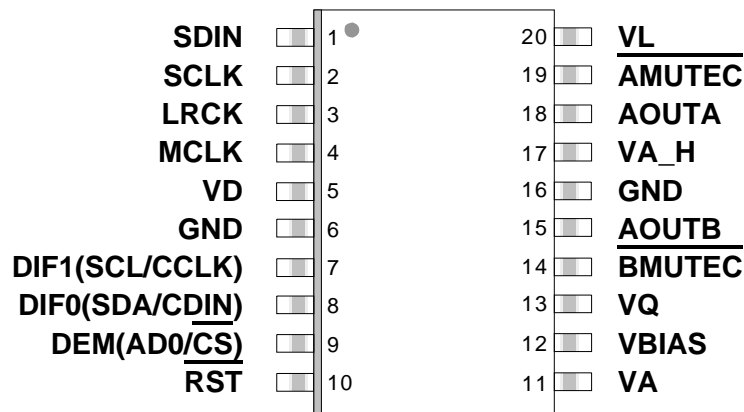 SDIN 1 20 VL
SCLK 2 19 AMUTEC
LRCK 3 18 AOUTA
MCLK 4 17 VA_H
VD 5 16 GND
GND 6 15 AOUTB
DIF1(SCL/CCLK) 7 14 BMUTEC
DIF0(SDA/CDIN) 8 13 VQ
DEM(AD0/CS) 9 12 VBIAS
RST 10 11 VA